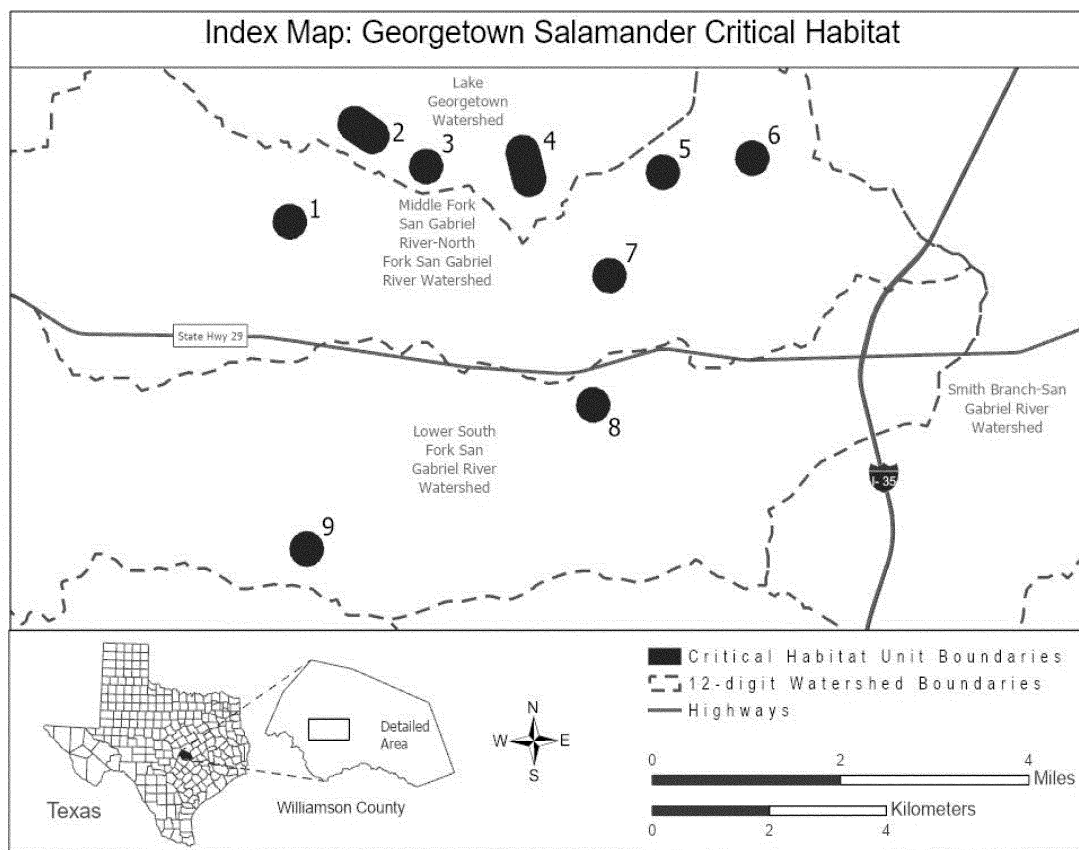 Index Map: Georgetown Salamander Critical Habitat
Lake
Georgetown
Watershed
2
3
4
5
6
1
Middle Fork
San Gabriel
River-North
Fork San Gabriel
River Watershed
7
State Hwy 29
8
Smith Branch-San
Gabriel River
Watershed
Lower South
Fork San
Gabriel River
Watershed
I-35
9
Texas
Williamson County
Detailed
Area
N
W E
S
Critical Habitat Unit Boundaries
12-digit Watershed Boundaries
Highways
0 2 4
Miles
Kilometers
0 2 4